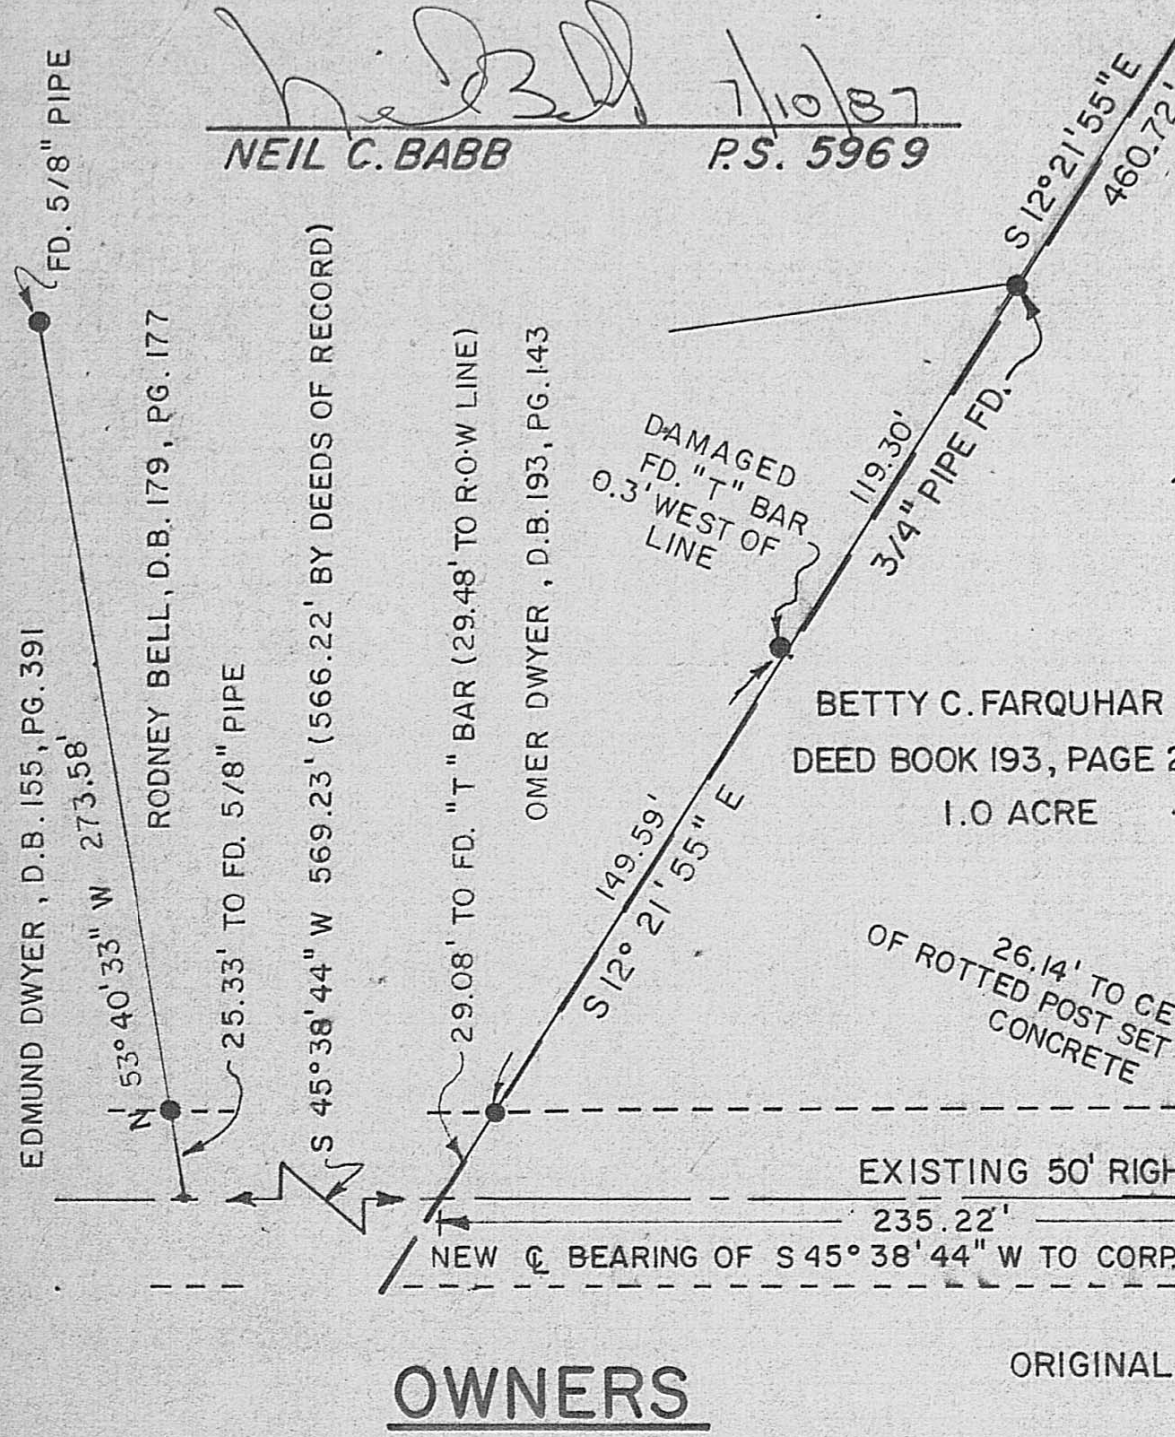 Neil C Babb 7/10/87
NEIL C. BABB P.S. 5969
FD. 5/8" PIPE
EDMUND DWYER, D.B. 155, PG. 391
N 53°40'33" W 273.58'
RODNEY BELL, D.B. 179, PG. 177
25.33' TO FD. 5/8" PIPE
S 45°38'44" W 569.23' (566.22' BY DEEDS OF RECORD)
29.08' TO FD. "T" BAR (29.48' TO R·O·W LINE)
OMER DWYER, D.B. 193, PG. 143
S 12°21'55" E
460.72'
119.30'
3/4" PIPE FD.
DAMAGED
FD. "T" BAR
0.3' WEST OF
LINE
149.59'
S 12° 21' 55" E
BETTY C. FARQUHAR
DEED BOOK 193, PAGE 2
1.0 ACRE
26.14' TO CE
OF ROTTED POST SET
CONCRETE
EXISTING 50' RIGH
235.22'
NEW ℄ BEARING OF S 45° 38' 44" W TO CORP.
ORIGINAL
OWNERS